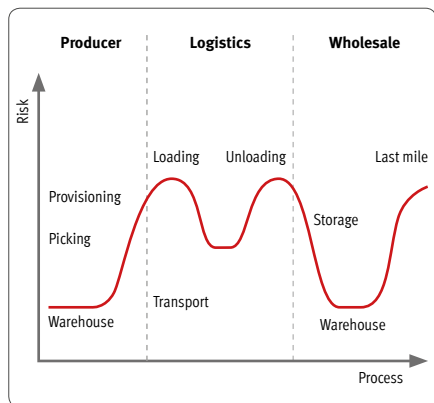 Producer
Logistics
Wholesale
Risk
Loading
Unloading
Last mile
Provisioning
Storage
Picking
Transport
Warehouse
Warehouse
Process